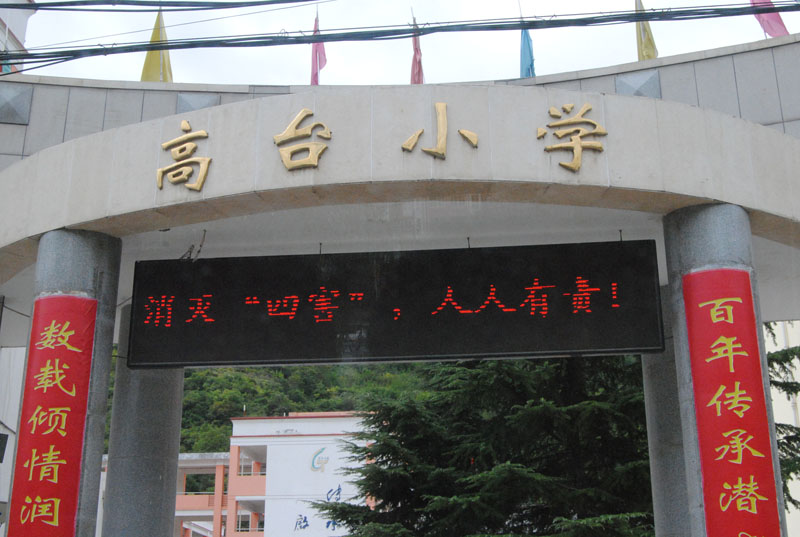 高台小学
消灭“四害”，人人有责！
数载倾情润
百年传承潜